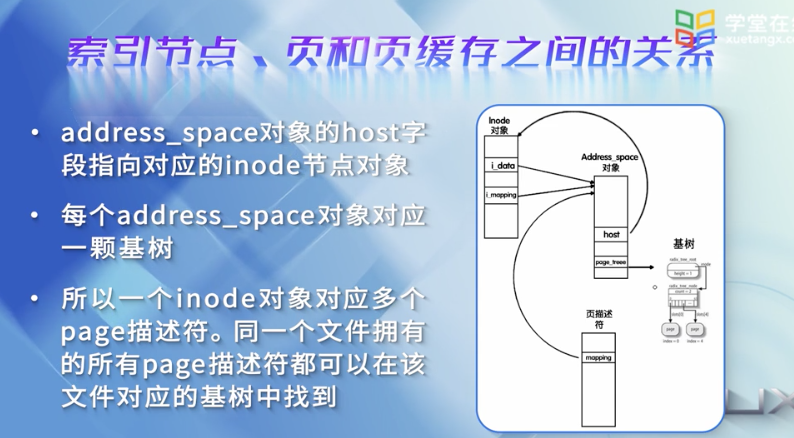 学堂在线
xuetangx.co
索引节点、页和页缓存之间的关系
• address_space对象的host字
段指向对应的inode节点对象
• 每个address_space对象对应
一颗基树
• 所以一个inode对象对应多个
page描述符。同一个文件拥有
的所有page描述符都可以在该
文件对应的基树中找到
Inode
对象
i_data
i_mapping
Address_space
对象
host
page_treee
基树
radix_tree_root
rnode
height = 1
radix_tree_node
count = 2
slots[0]
slots[4]
page
page
index = 0
index = 4
页描述
符
mapping